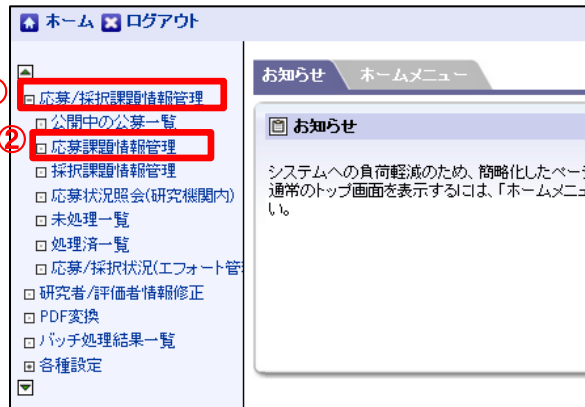 ホーム ログアウト
お知らせ ホームメニュー
応募/採択課題情報管理
公開中の公募一覧
②
応募課題情報管理
採択課題情報管理
応募状況照会(研究機関内)
未処理一覧
処理済一覧
応募/採択状況(エフォート管
研究者/評価者情報修正
PDF変換
バッチ処理結果一覧
各種設定
お知らせ
システムへの負荷軽減のため、簡略化したペー
通常のトップ画面を表示するには、「ホームメニュ
い。